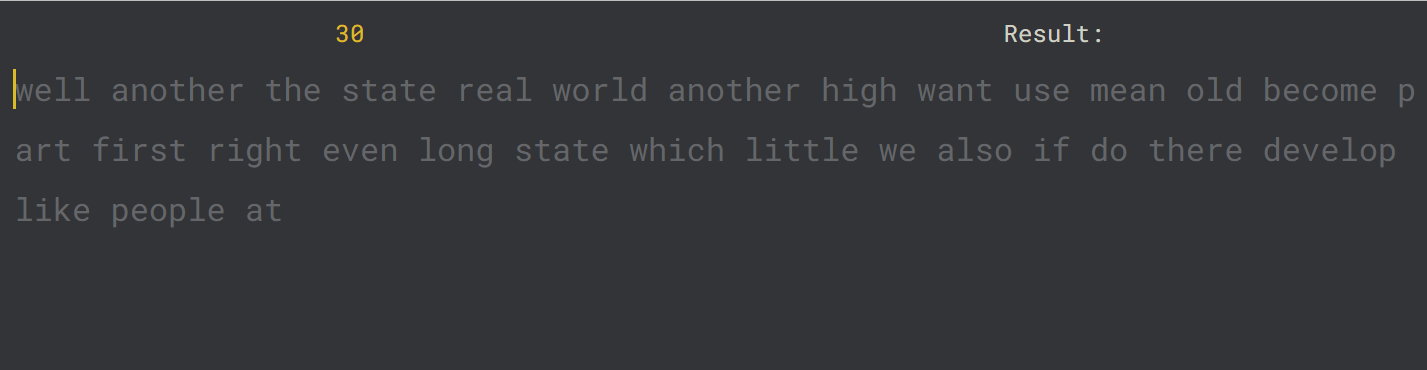 30 Result:
well another the state real world another high want use mean old become p
art first right even long state which little we also if do there develop
like people at